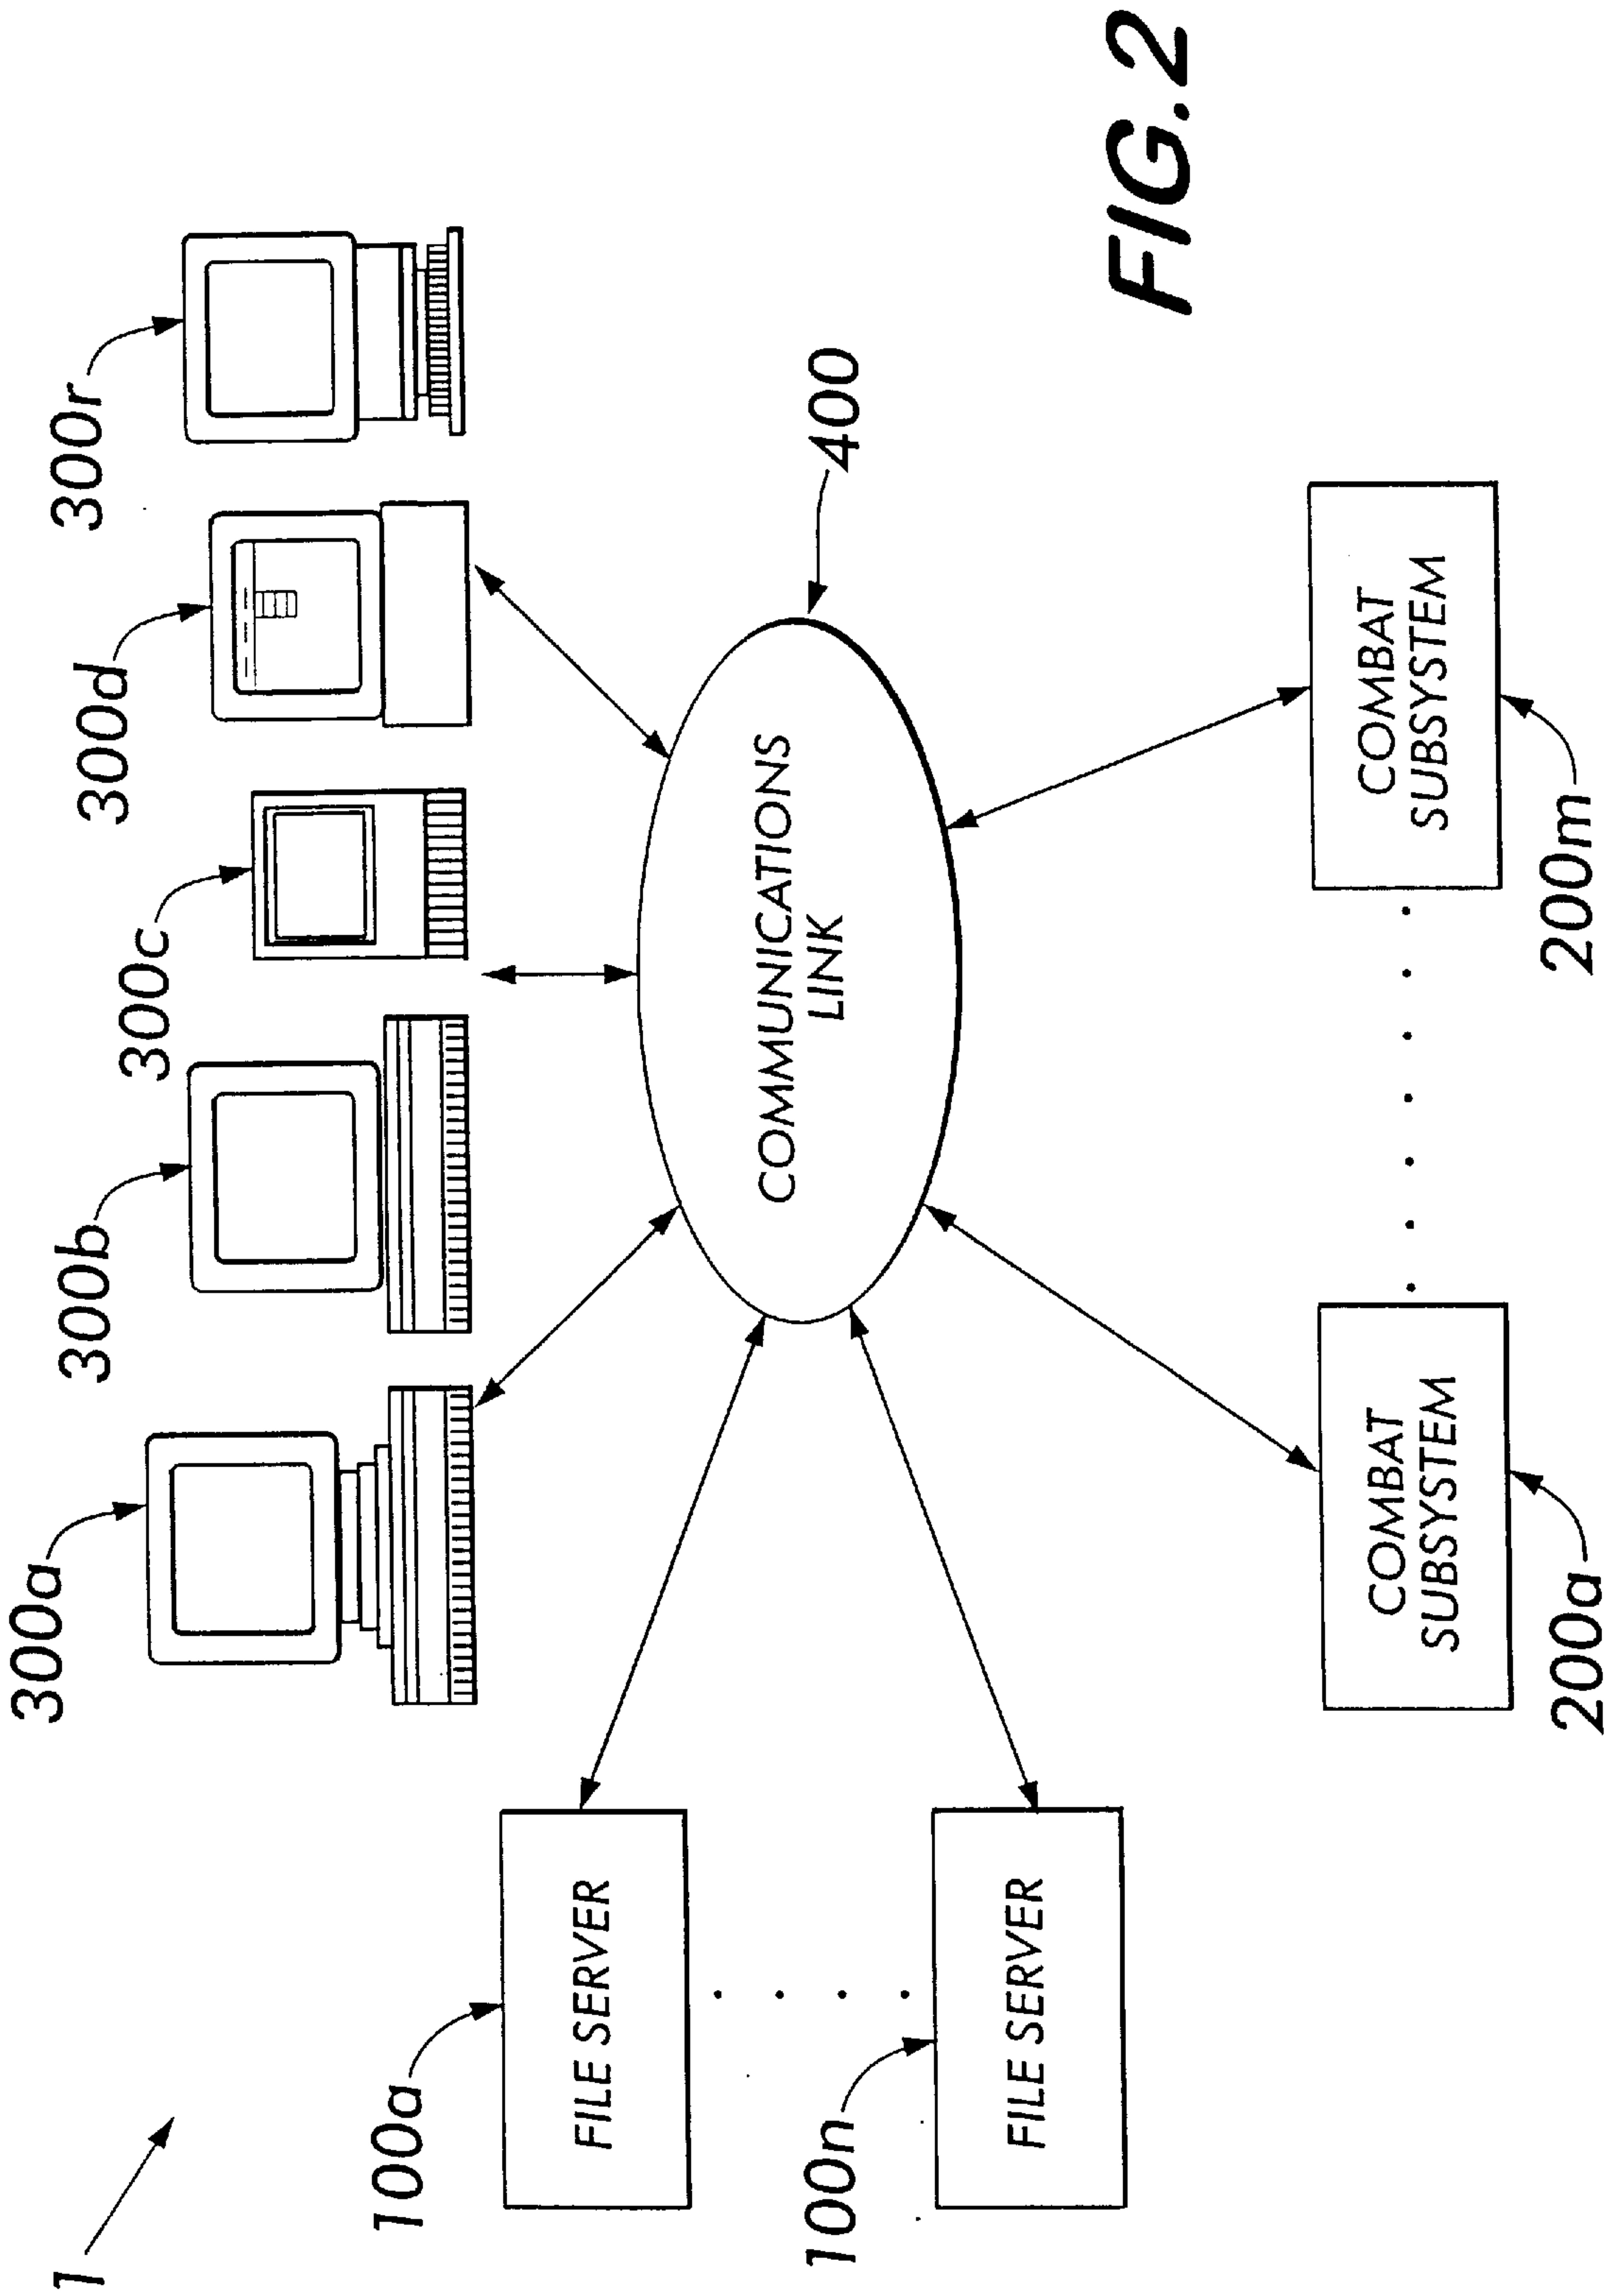 1
300a
300b
300c
300d
300r
100a
FILE SERVER
100n
FILE SERVER
COMMUNICATIONS
LINK
400
COMBAT
SUBSYSTEM
200a
COMBAT
SUBSYSTEM
200m
FIG.2